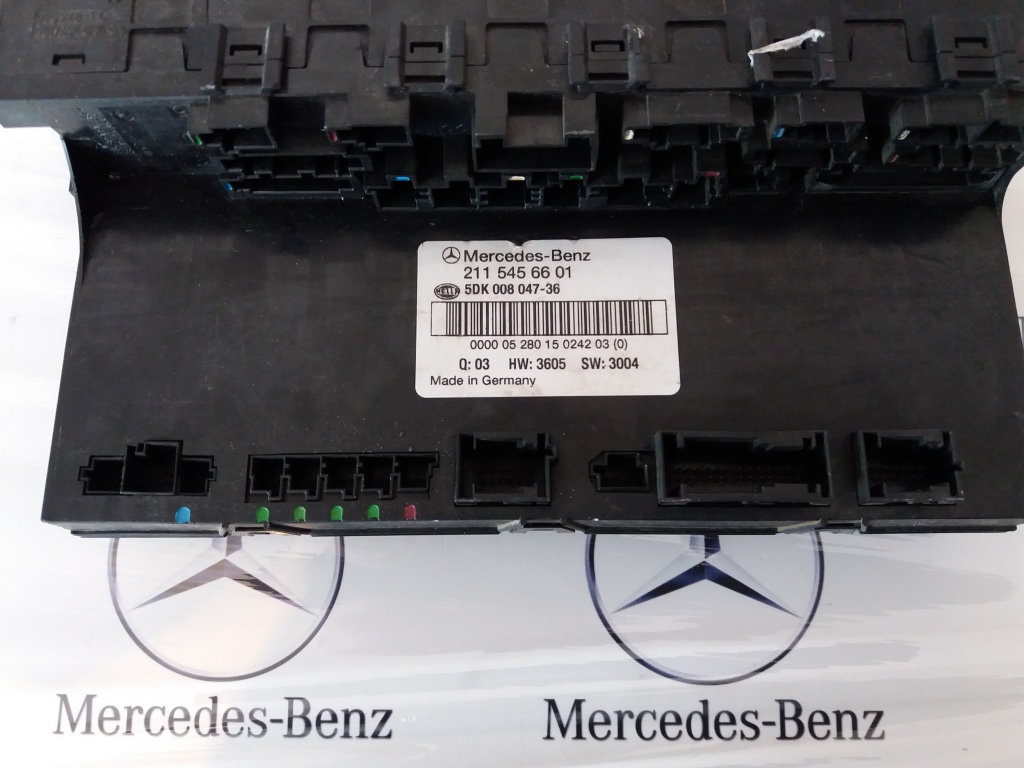 Mercedes-Benz
211 545 66 01
HELLA 5DK 008 047-36
0000 05 280 15 0242 03 (0)
Q: 03 HW: 3605 SW: 3004
Made in Germany
Mercedes-Benz Mercedes-Benz